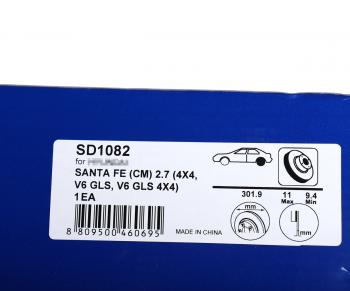 SD1082
for
SANTA FE (CM) 2.7 (4X4,
V6 GLS, V6 GLS 4X4)
1EA
301.9
11 9.4
Max Min
mm mm
MADE IN CHINA
8 809500 460695